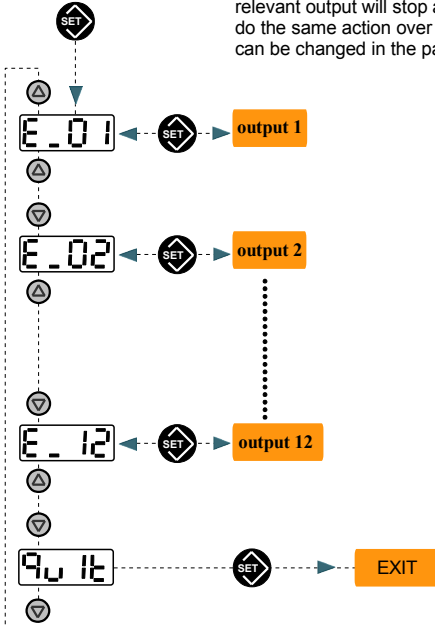 relevant output will stop a
do the same action over
can be changed in the pa
SET
E_01
SET
output 1
E_02
SET
output 2
E_12
SET
output 12
quit
SET
EXIT